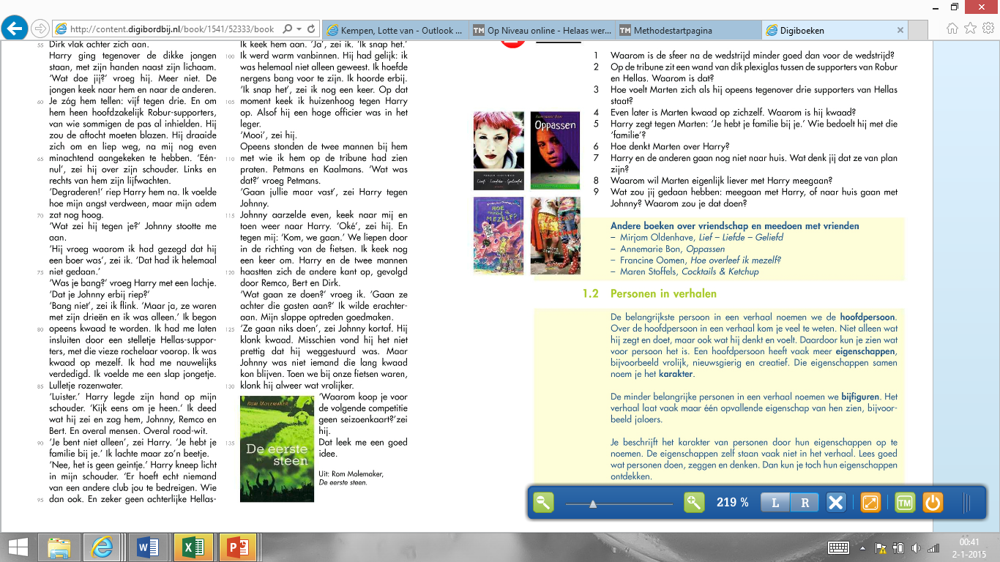 http://content.digibordbij.nl/book/1541/52333/book
Kempen, Lotte van - Outlook ...
Op Niveau online - Helaas wer...
Methodestartpagina
Digiboeken
55 Dirk vlak achter zich aan.
Harry ging tegenover de dikke jongen
staan, met zijn handen naast zijn lichaam.
'Wat doe jij?' vroeg hij. Meer niet. De
jongen keek naar hem en naar de anderen.
60 Je zág hem tellen: vijf tegen drie. En om
hem heen hoofdzakelijk Robur-supporters,
van wie sommigen de pas al inhielden. Hij
zou de aftocht moeten blazen. Hij draaide
zich om en liep weg, na mij nog even
65 minachtend aangekeken te hebben. 'Eén-
nul', zei hij over zijn schouder. Links en
rechts van hem zijn lijfwachten.
'Degraderen!' riep Harry hem na. Ik voelde
hoe mijn angst verdween, maar mijn adem
70 zat nog hoog.
'Wat zei hij tegen je?' Johnny stootte me
aan.
'Hij vroeg waarom ik had gezegd dat hij
een boer was', zei ik. 'Dat had ik helemaal
75 niet gedaan.'
'Was je bang?' vroeg Harry met een lachje.
'Dat je Johnny erbij riep?'
'Bang niet', zei ik flink. 'Maar ja, ze waren
met zijn drieën en ik was alleen.' Ik begon
80 opeens kwaad te worden. Ik had me laten
insluiten door een stelletje Hellas-suppor-
ters, met die vieze rochelaar voorop. Ik was
kwaad op mezelf. Ik had me nauwelijks
verdedigd. Ik voelde me een slap jongetje.
85 Lulletje rozenwater.
'Luister.' Harry legde zijn hand op mijn
schouder. 'Kijk eens om je heen.' Ik deed
wat hij zei en zag hem, Johnny, Remco en
Bert. En overal mensen. Overal rood-wit.
90 'Je bent niet alleen', zei Harry. 'Je hebt je
familie bij je.' Ik lachte maar zo'n beetje.
'Nee, het is geen geintje.' Harry kneep licht
in mijn schouder. 'Er hoeft echt niemand
van een andere club jou te bedreigen. Wie
95 dan ook. En zeker geen achterlijke Hellas-
Ik keek hem aan. 'Ja', zei ik. 'Ik snap het.'
100 Ik werd warm vanbinnen. Hij had gelijk: ik
was helemaal niet alleen geweest. Ik hoefde
nergens bang voor te zijn. Ik hoorde erbij.
'Ik snap het', zei ik nog een keer. Op dat
105 moment keek ik huizenhoog tegen Harry
op. Alsof hij een hoge officier was in het
leger.
'Mooi', zei hij.
Opeens stonden de twee mannen bij hem
110 met wie ik hem op de tribune had zien
praten. Petmans en Kaalmans. 'Wat was
dat?' vroeg Petmans.
'Gaan jullie maar vast', zei Harry tegen
Johnny.
115 Johnny aarzelde even, keek naar mij en
toen weer naar Harry. 'Oké', zei hij. En
tegen mij: 'Kom, we gaan.' We liepen door
in de richting van de fietsen. Ik keek nog
een keer om. Harry en de twee mannen
120 haastten zich de andere kant op, gevolgd
door Remco, Bert en Dirk.
'Wat gaan ze doen?' vroeg ik. 'Gaan ze
achter die gasten aan?' Ik wilde erachter-
aan. Mijn slappe optreden goedmaken.
125 'Ze gaan niks doen', zei Johnny kortaf. Hij
klonk kwaad. Misschien vond hij het niet
prettig dat hij weggestuurd was. Maar
Johnny was niet iemand die lang kwaad
kon blijven. Toen we bij onze fietsen waren,
130 klonk hij alweer wat vrolijker.
'Waarom koop je voor
de volgende competitie
geen seizoenkaart?'zei
hij.
135 Dat leek me een goed
idee.
Uit: Rom Molemaker,
De eerste steen.
ROM MOLEMAKER
De eerste
steen
1 Waarom is de sfeer na de wedstrijd minder goed dan voor de wedstrijd?
2 Op de tribune zit een wand van dik plexiglas tussen de supporters van Robur
en Hellas. Waarom is dat?
3 Hoe voelt Marten zich als hij opeens tegenover drie supporters van Hellas
staat?
4 Even later is Marten kwaad op zichzelf. Waarom is hij kwaad?
5 Harry zegt tegen Marten: 'Je hebt je familie bij je.' Wie bedoelt hij met die
'familie'?
6 Hoe denkt Marten over Harry?
7 Harry en de anderen gaan nog niet naar huis. Wat denk jij dat ze van plan
zijn?
8 Waarom wil Marten eigenlijk liever met Harry meegaan?
9 Wat zou jij gedaan hebben: meegaan met Harry, of naar huis gaan met
Johnny? Waarom zou je dat doen?
Lief - Liefde - Geliefd
Oppassen
HOE
MEZELF?
Andere boeken over vriendschap en meedoen met vrienden
– Mirjam Oldenhave, Lief – Liefde – Geliefd
– Annemarie Bon, Oppassen
– Francine Oomen, Hoe overleef ik mezelf?
– Maren Stoffels, Cocktails & Ketchup
1.2 Personen in verhalen
De belangrijkste persoon in een verhaal noemen we de hoofdpersoon.
Over de hoofdpersoon in een verhaal kom je veel te weten. Niet alleen wat
hij zegt en doet, maar ook wat hij denkt en voelt. Daardoor kun je zien wat
voor persoon het is. Een hoofdpersoon heeft vaak meer eigenschappen,
bijvoorbeeld vrolijk, nieuwsgierig en creatief. Die eigenschappen samen
noem je het karakter.
De minder belangrijke personen in een verhaal noemen we bijfiguren. Het
verhaal laat vaak maar één opvallende eigenschap van hen zien, bijvoor-
beeld jaloers.
Je beschrijft het karakter van personen door hun eigenschappen op te
noemen. De eigenschappen zelf staan vaak niet in het verhaal. Lees goed
wat personen doen, zeggen en denken. Dan kun je toch hun eigenschappen
ontdekken.
219 %
L
R
TM
00:41
2-1-2015